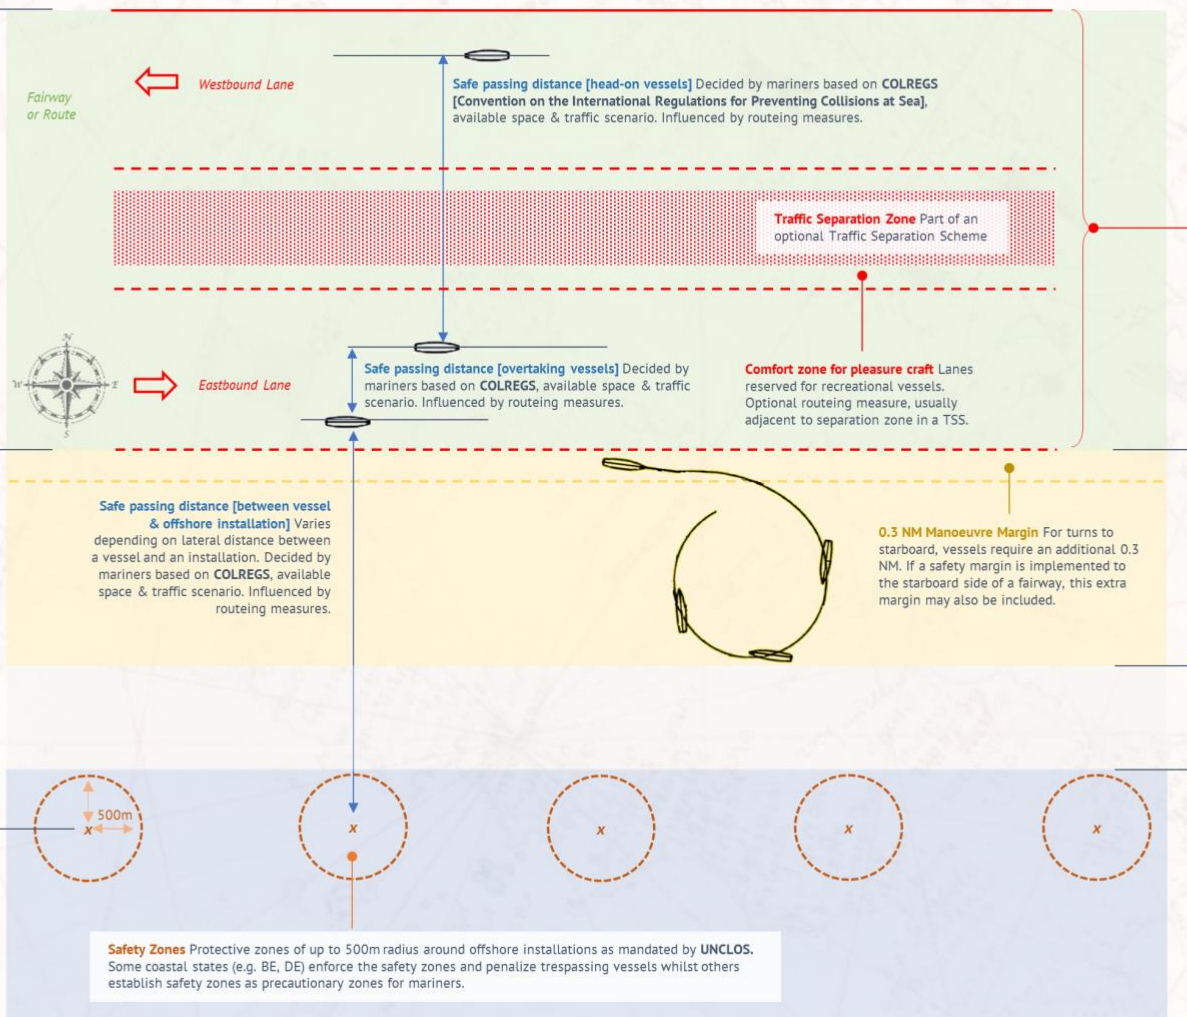 Westbound Lane
Fairway
or Route
Safe passing distance [head-on vessels] Decided by mariners based on COLREGS
[Convention on the International Regulations for Preventing Collisions at Sea],
available space & traffic scenario. Influenced by routeing measures.
Traffic Separation Zone Part of an
optional Traffic Separation Scheme
N
W
E
S
Eastbound Lane
Safe passing distance [overtaking vessels] Decided by
mariners based on COLREGS, available space & traffic
scenario. Influenced by routeing measures.
Comfort zone for pleasure craft Lanes
reserved for recreational vessels.
Optional routeing measure, usually
adjacent to separation zone in a TSS.
Safe passing distance [between vessel
& offshore installation] Varies
depending on lateral distance between
a vessel and an installation. Decided by
mariners based on COLREGS, available
space & traffic scenario. Influenced by
routeing measures.
0.3 NM Manoeuvre Margin For turns to
starboard, vessels require an additional 0.3
NM. If a safety margin is implemented to
the starboard side of a fairway, this extra
margin may also be included.
500m
x
x
x
x
x
Safety Zones Protective zones of up to 500m radius around offshore installations as mandated by UNCLOS.
Some coastal states (e.g. BE, DE) enforce the safety zones and penalize trespassing vessels whilst others
establish safety zones as precautionary zones for mariners.